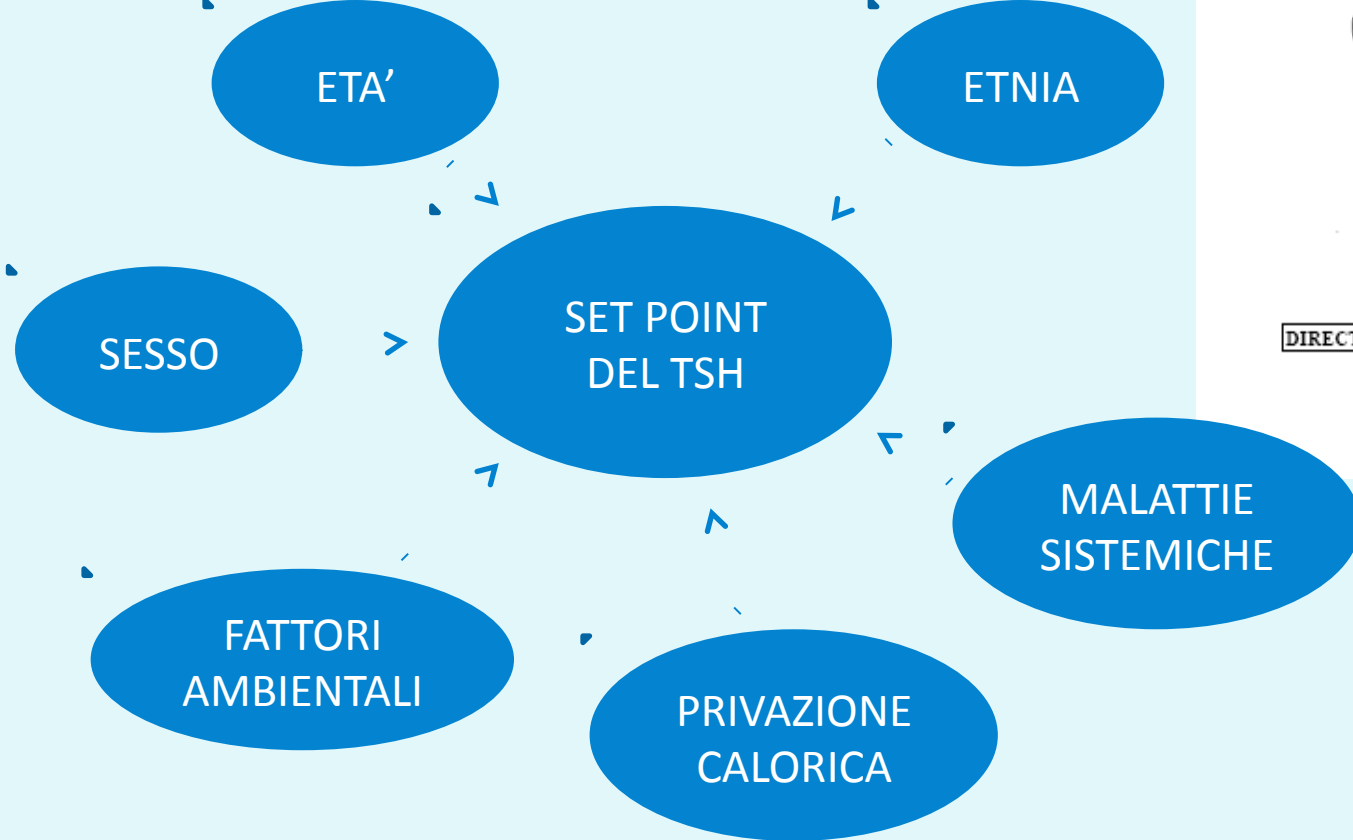 ETA’
ETNIA
SET POINT
DEL TSH
SESSO
MALATTIE
SISTEMICHE
FATTORI
AMBIENTALI
PRIVAZIONE
CALORICA